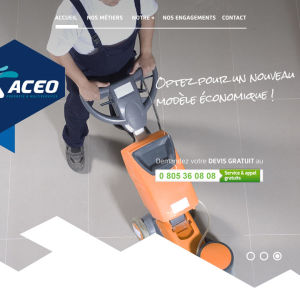 ACCUEIL NOS MÉTIERS NOTRE + NOS ENGAGEMENTS CONTACT
ACEO
Optez pour un nouveau
modèle économique !
Demandez votre DEVIS GRATUIT au
0 805 36 08 08 Service & appel
gratuits